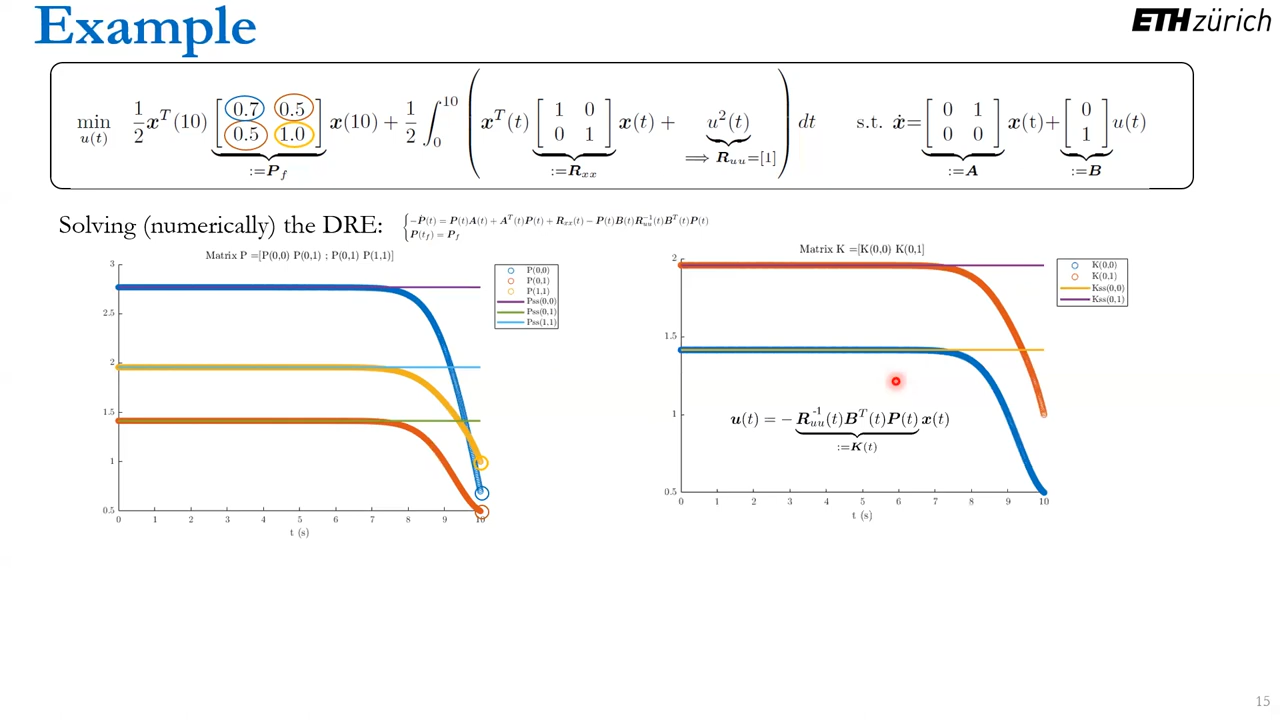 Example
ETH zürich
min u(t) 1/2 x^T(10) [0.7 0.5; 0.5 1.0] x(10) + 1/2 ∫_0^10 ( x^T(t) [1 0; 0 1] x(t) + u²(t) ) dt s.t. ẋ = [0 1; 0 0] x(t) + [0; 1] u(t)
:=P_f :=R_xx ⟹ R_uu=[1] :=A :=B
Solving (numerically) the DRE: { -Ṗ(t) = P(t)A(t) + A^T(t)P(t) + R_xx(t) - P(t)B(t)R_uu^-1(t)B^T(t)P(t)
P(t_f) = P_f
Matrix P =[P(0,0) P(0,1) ; P(0,1) P(1,1)]
3
2.5
2
1.5
1
0.5
0 1 2 3 4 5 6 7 8 9 10
t (s)
P(0,0)
P(0,1)
P(1,1)
Pss(0,0)
Pss(0,1)
Pss(1,1)
Matrix K =[K(0,0) K(0,1]
2
1.5
1
0.5
0 1 2 3 4 5 6 7 8 9 10
t (s)
K(0,0)
K(0,1)
Kss(0,0)
Kss(0,1)
u(t) = - R_uu^-1(t)B^T(t)P(t) x(t)
:=K(t)
15